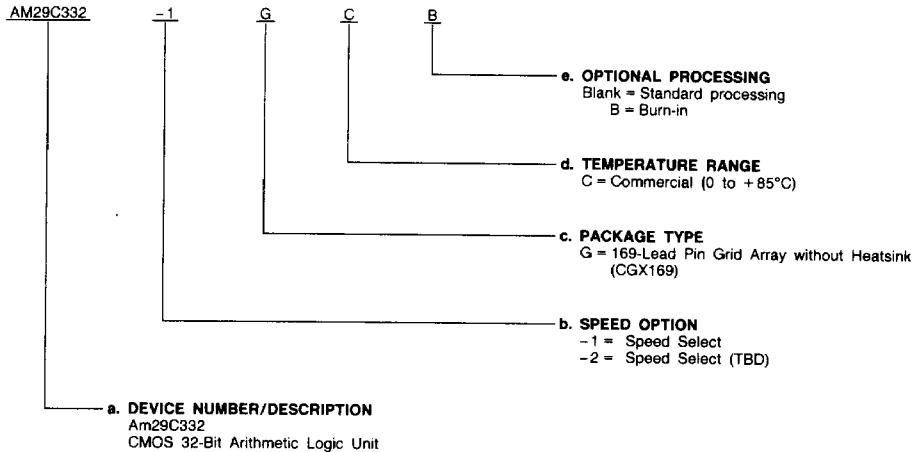 AM29C332 -1 G C B
e. OPTIONAL PROCESSING
Blank = Standard processing
B = Burn-in
d. TEMPERATURE RANGE
C = Commercial (0 to +85°C)
c. PACKAGE TYPE
G = 169-Lead Pin Grid Array without Heatsink
(CGX169)
b. SPEED OPTION
-1 = Speed Select
-2 = Speed Select (TBD)
a. DEVICE NUMBER/DESCRIPTION
Am29C332
CMOS 32-Bit Arithmetic Logic Unit